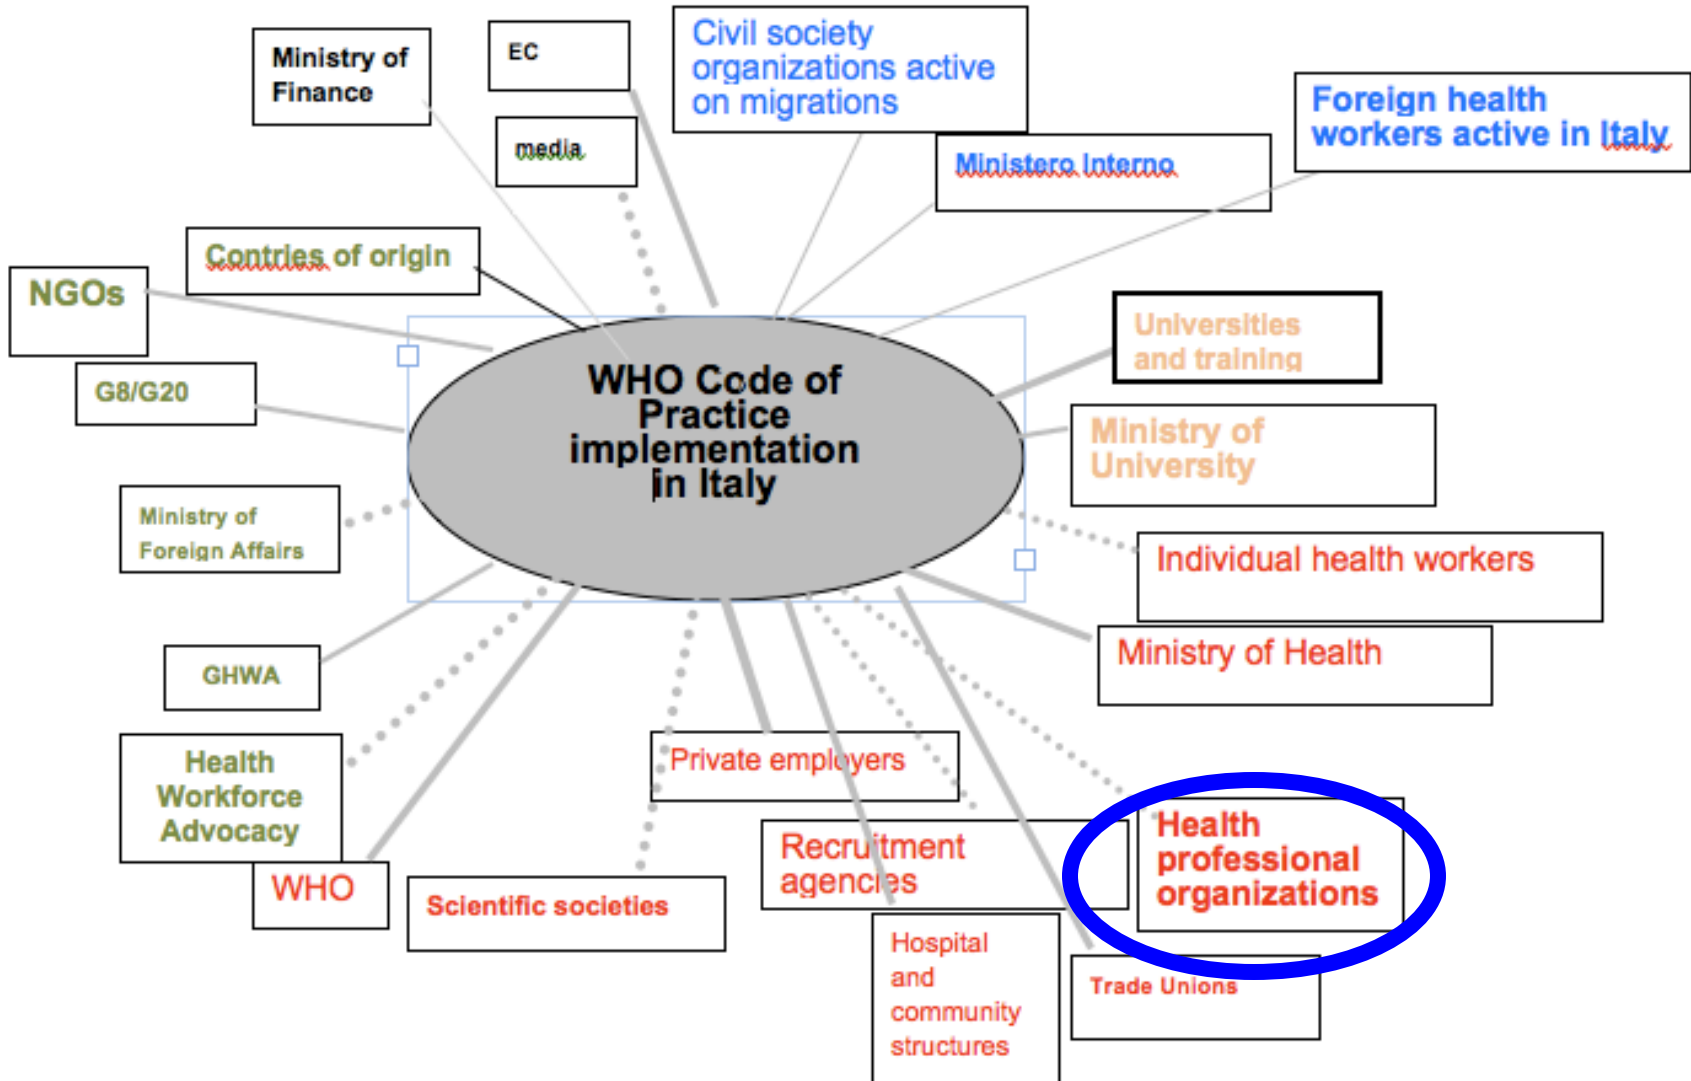 Ministry of
Finance
EC
media
Civil society
organizations active
on migrations
Ministero Interno
Foreign health
workers active in Italy
Contries of origin
NGOs
G8/G20
Ministry of
Foreign Affairs
GHWA
Health
Workforce
Advocacy
WHO
WHO Code of
Practice
implementation
in Italy
Universities
and training
Ministry of
University
Individual health workers
Ministry of Health
Private employers
Scientific societies
Recruitment
agencies
Health
professional
organizations
Hospital
and
community
structures
Trade Unions